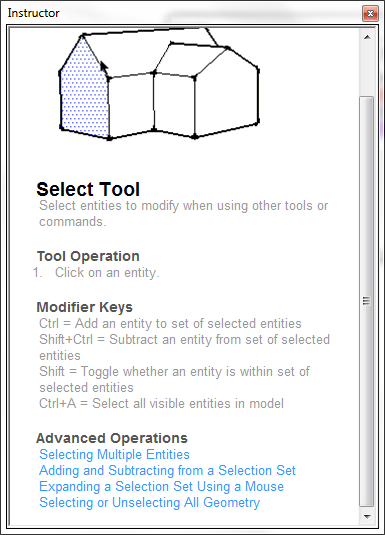 Instructor
Select Tool
Select entities to modify when using other tools or
commands.
Tool Operation
1. Click on an entity.
Modifier Keys
Ctrl = Add an entity to set of selected entities
Shift+Ctrl = Subtract an entity from set of selected
entities
Shift = Toggle whether an entity is within set of
selected entities
Ctrl+A = Select all visible entities in model
Advanced Operations
Selecting Multiple Entities
Adding and Subtracting from a Selection Set
Expanding a Selection Set Using a Mouse
Selecting or Unselecting All Geometry